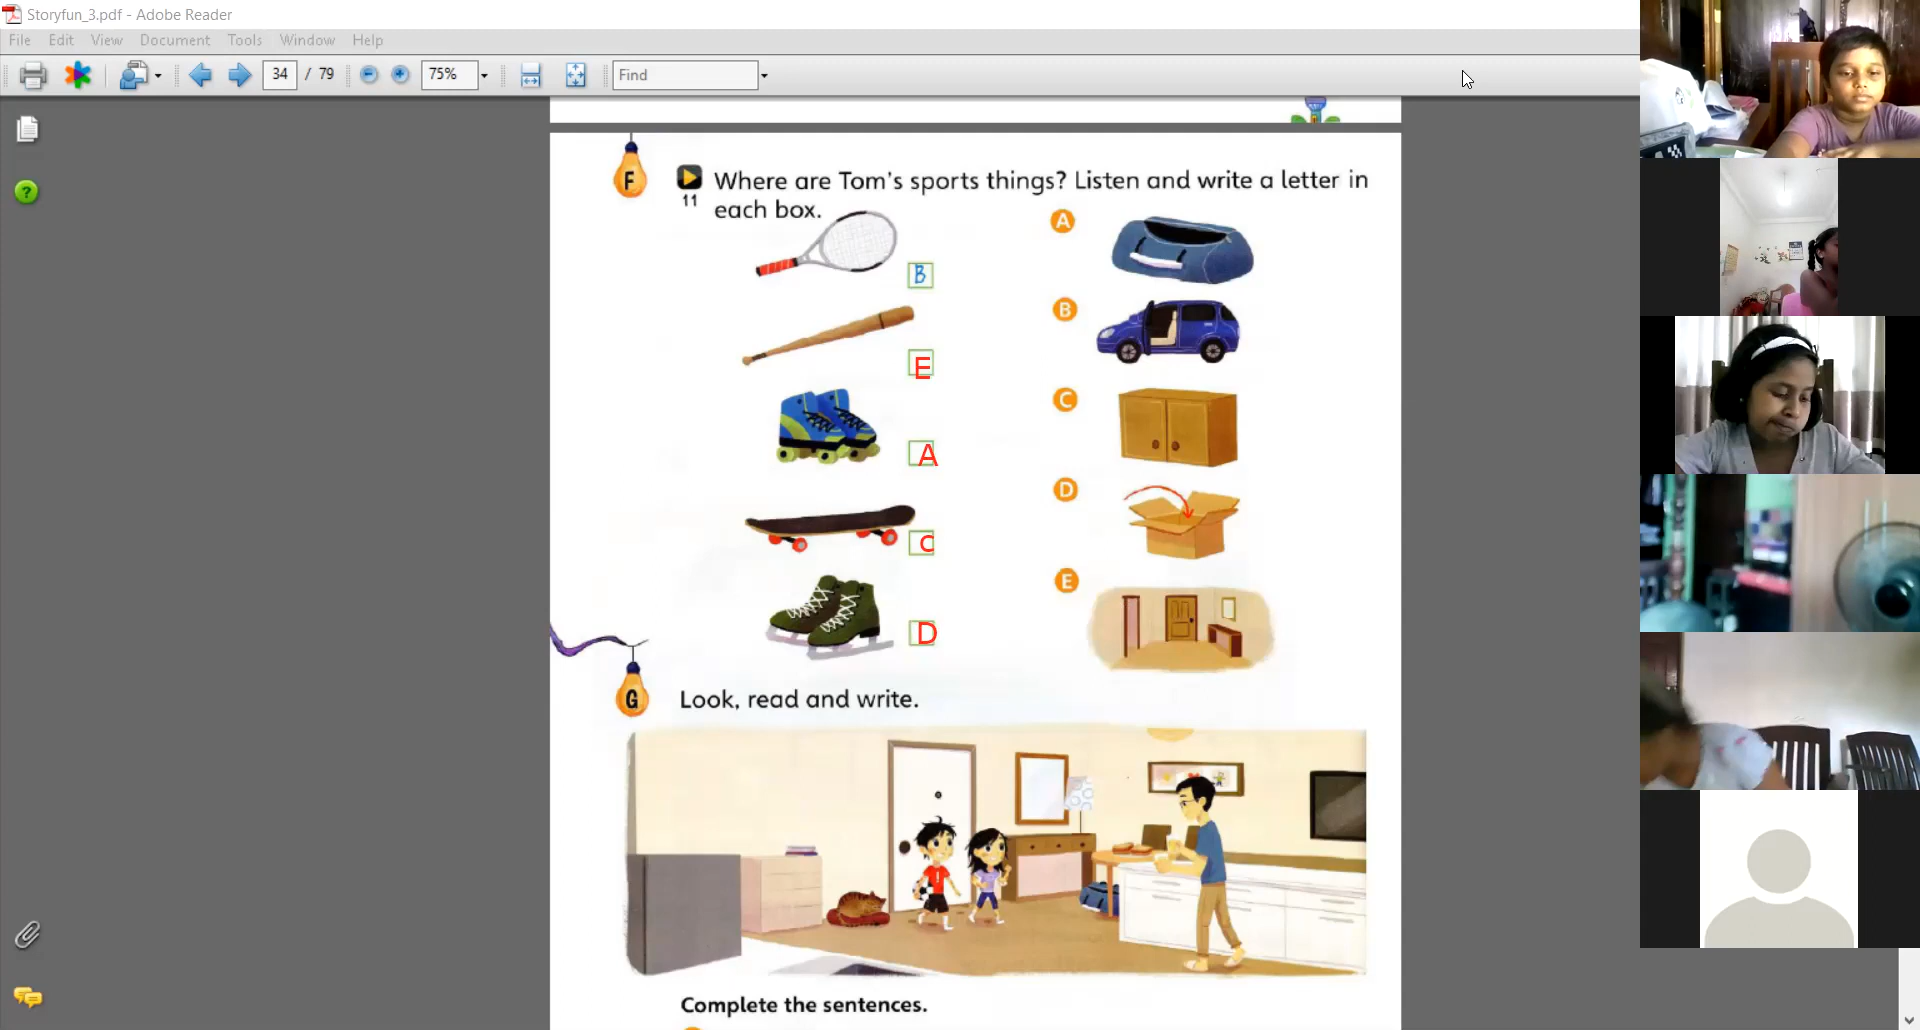 Storyfun_3.pdf - Adobe Reader
File Edit View Document Tools Window Help
34 / 79 75% Find
F
11
Where are Tom's sports things? Listen and write a letter in
each box.
A
B
B
E
C
A
D
C
E
D
G
Look, read and write.
Complete the sentences.